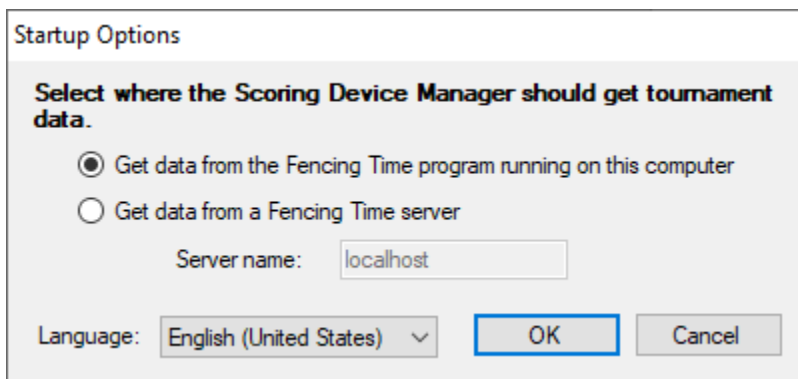 Startup Options
Select where the Scoring Device Manager should get tournament
data.
Get data from the Fencing Time program running on this computer
Get data from a Fencing Time server
Server name: localhost
Language: English (United States) OK Cancel